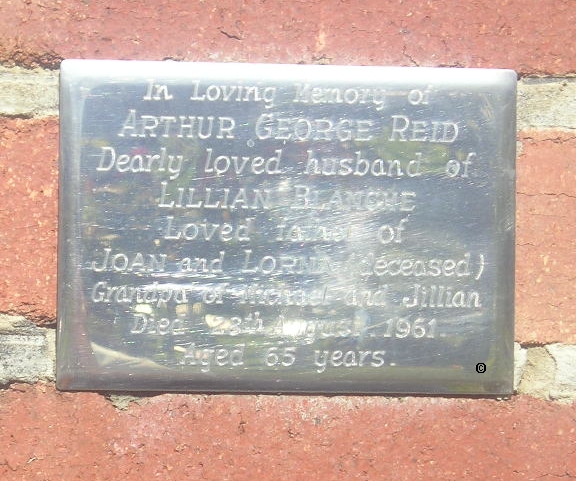 In Loving Memory of
ARTHUR GEORGE REID
Dearly loved husband of
LILLIAN BLANCHE
Loved father of
JOAN and LORNA (deceased)
Grandpa of Michael and Jillian
Died 28th August 1961
Aged 65 years.
©